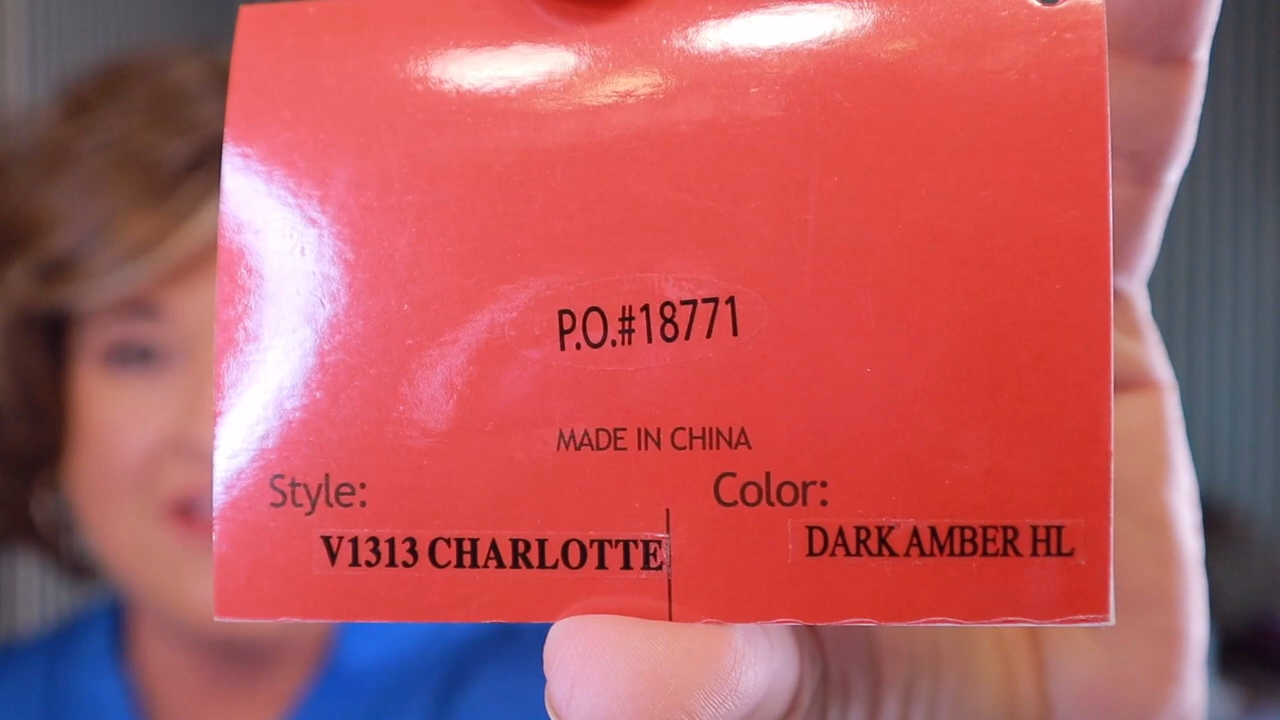 P.O.#18771
MADE IN CHINA
Style:
Color:
V1313 CHARLOTTE
DARK AMBER HL